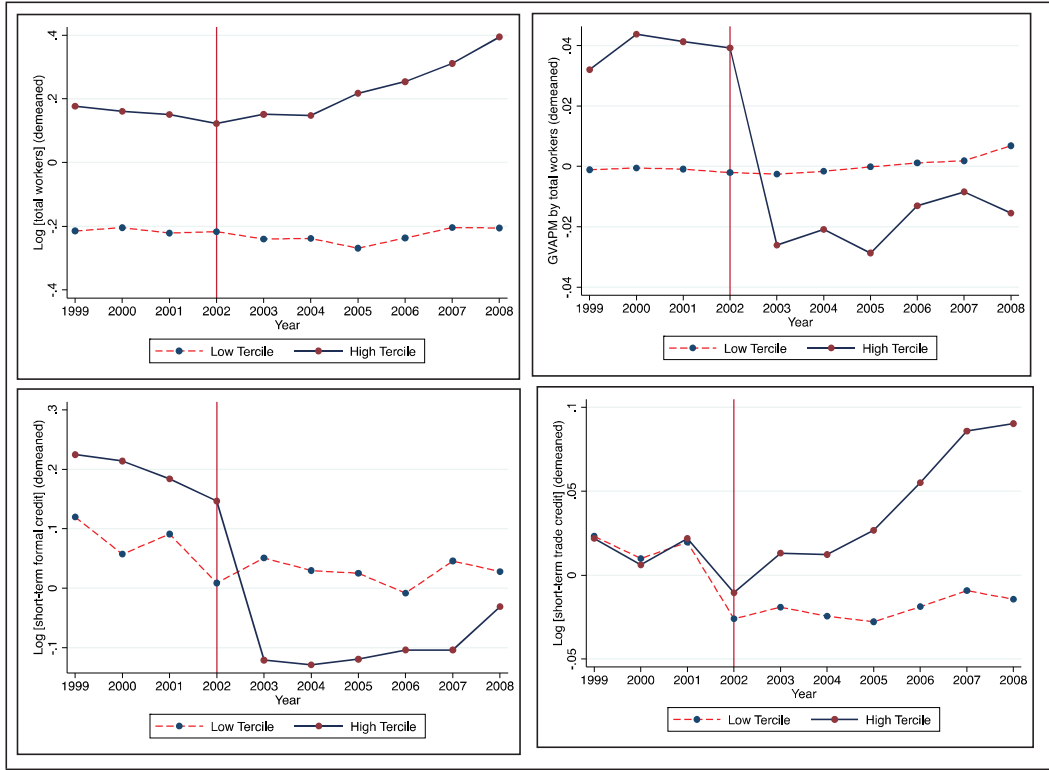 Log [total workers] (demeaned)
.4
.2
0
-.2
-.4
1999 2000 2001 2002 2003 2004 2005 2006 2007 2008
Year
Low Tercile High Tercile
GVAPM by total workers (demeaned)
.04
.02
0
-.02
-.04
1999 2000 2001 2002 2003 2004 2005 2006 2007 2008
Year
Low Tercile High Tercile
Log [short-term formal credit] (demeaned)
.3
.2
.1
0
-.1
1999 2000 2001 2002 2003 2004 2005 2006 2007 2008
Year
Low Tercile High Tercile
Log [short-term trade credit] (demeaned)
.1
.05
0
-.05
1999 2000 2001 2002 2003 2004 2005 2006 2007 2008
Year
Low Tercile High Tercile